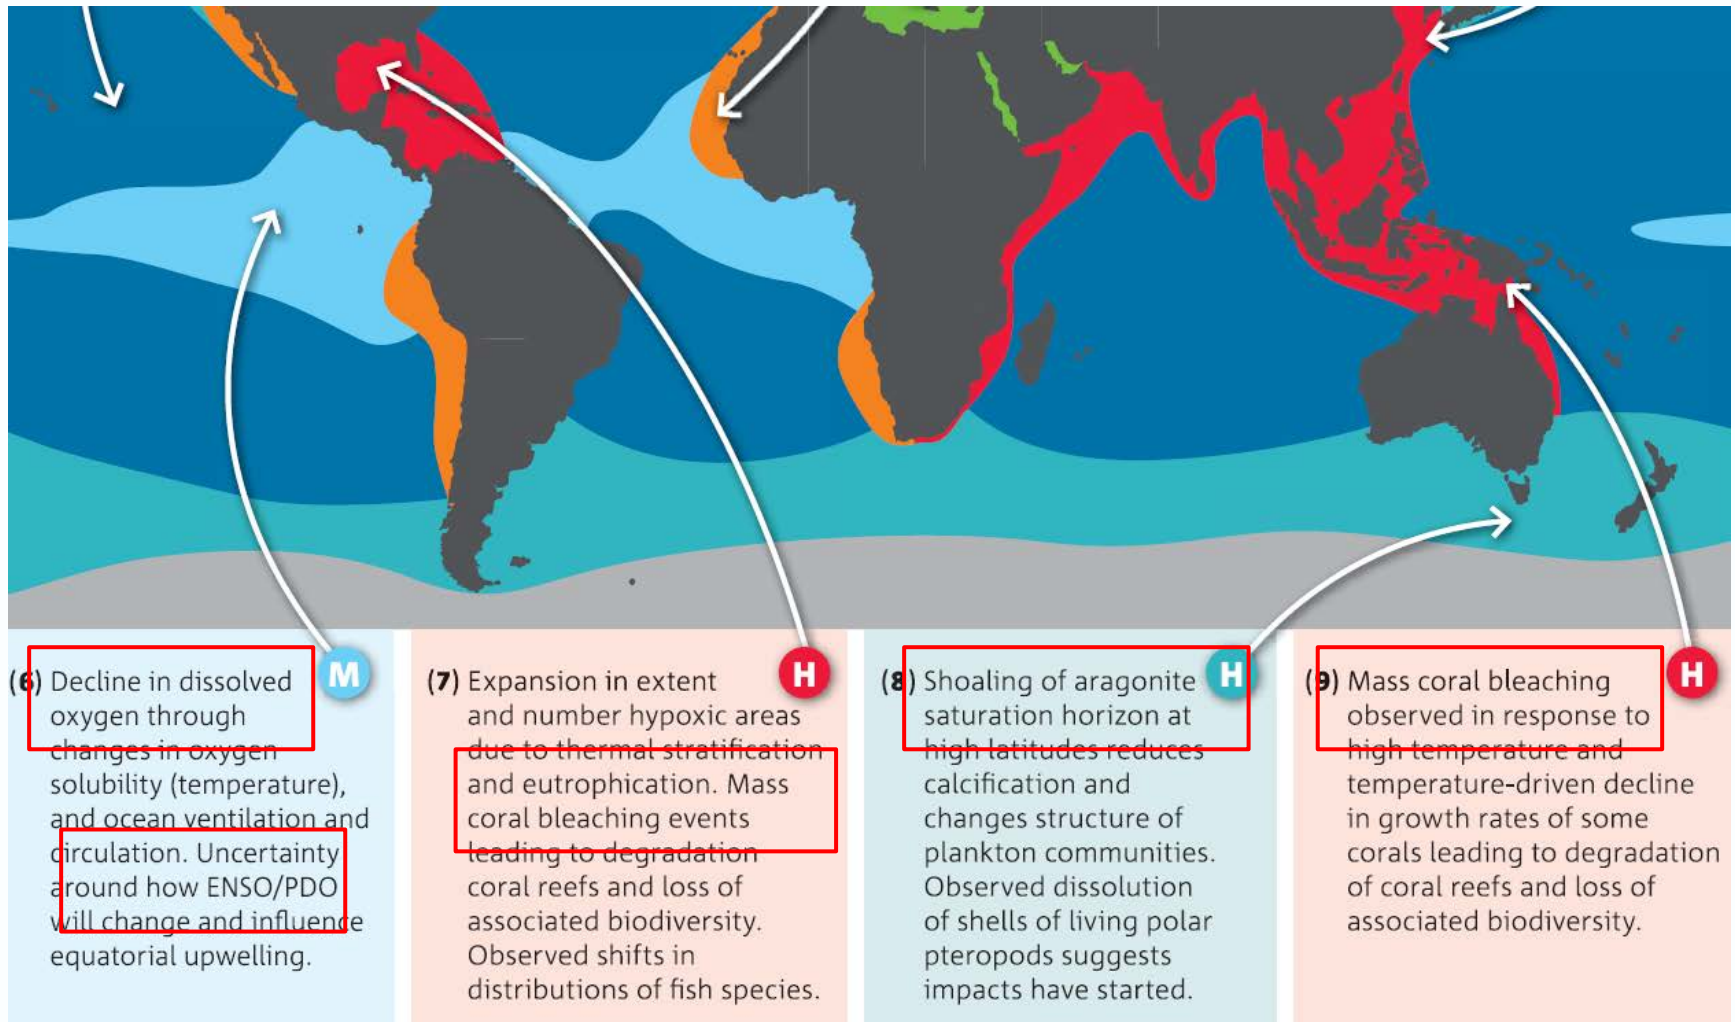 M
(6) Decline in dissolved
oxygen through
changes in oxygen
solubility (temperature),
and ocean ventilation and
circulation. Uncertainty
around how ENSO/PDO
will change and influence
equatorial upwelling.
H
(7) Expansion in extent
and number hypoxic areas
due to thermal stratification
and eutrophication. Mass
coral bleaching events
leading to degradation
coral reefs and loss of
associated biodiversity.
Observed shifts in
distributions of fish species.
H
(8) Shoaling of aragonite
saturation horizon at
high latitudes reduces
calcification and
changes structure of
plankton communities.
Observed dissolution
of shells of living polar
pteropods suggests
impacts have started.
H
(9) Mass coral bleaching
observed in response to
high temperature and
temperature-driven decline
in growth rates of some
corals leading to degradation
of coral reefs and loss of
associated biodiversity.